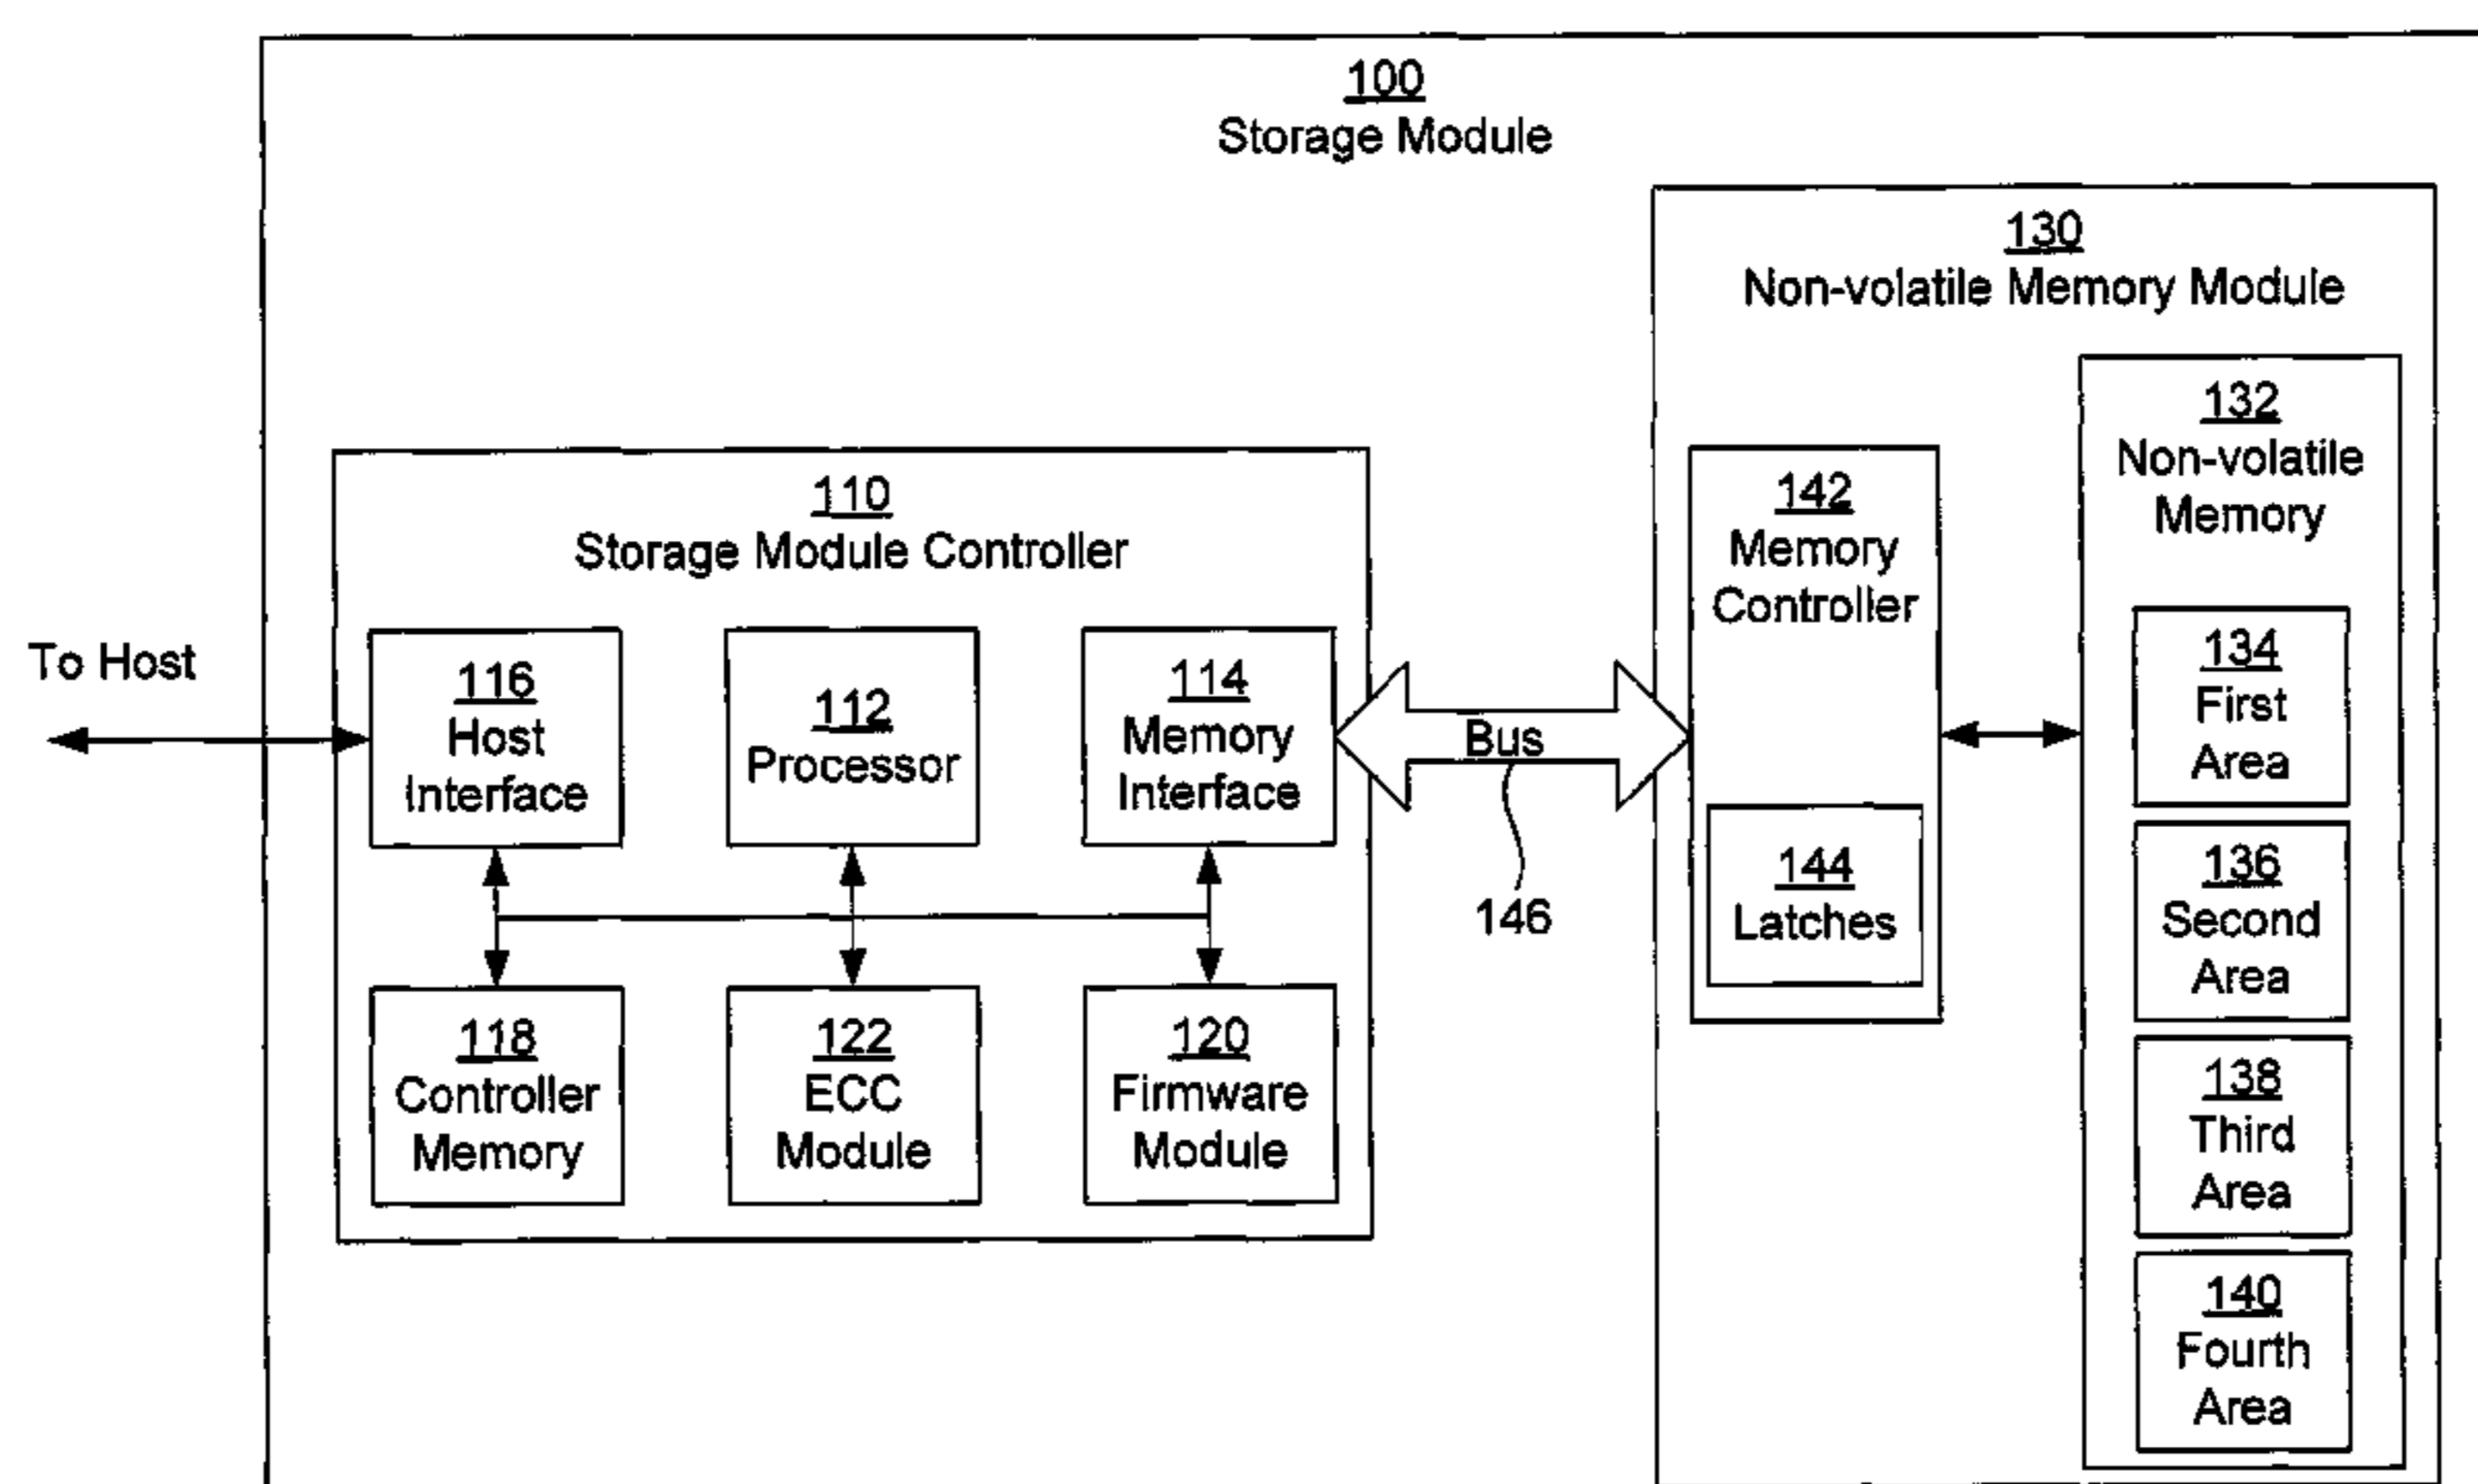 100
Storage Module
130
Non-volatile Memory Module
132
Non-volatile
Memory
110
Storage Module Controller
142
Memory
Controller
To Host
116
Host
Interface
112
Processor
114
Memory
Interface
Bus
146
144
Latches
134
First
Area
136
Second
Area
118
Controller
Memory
122
ECC
Module
120
Firmware
Module
138
Third
Area
140
Fourth
Area